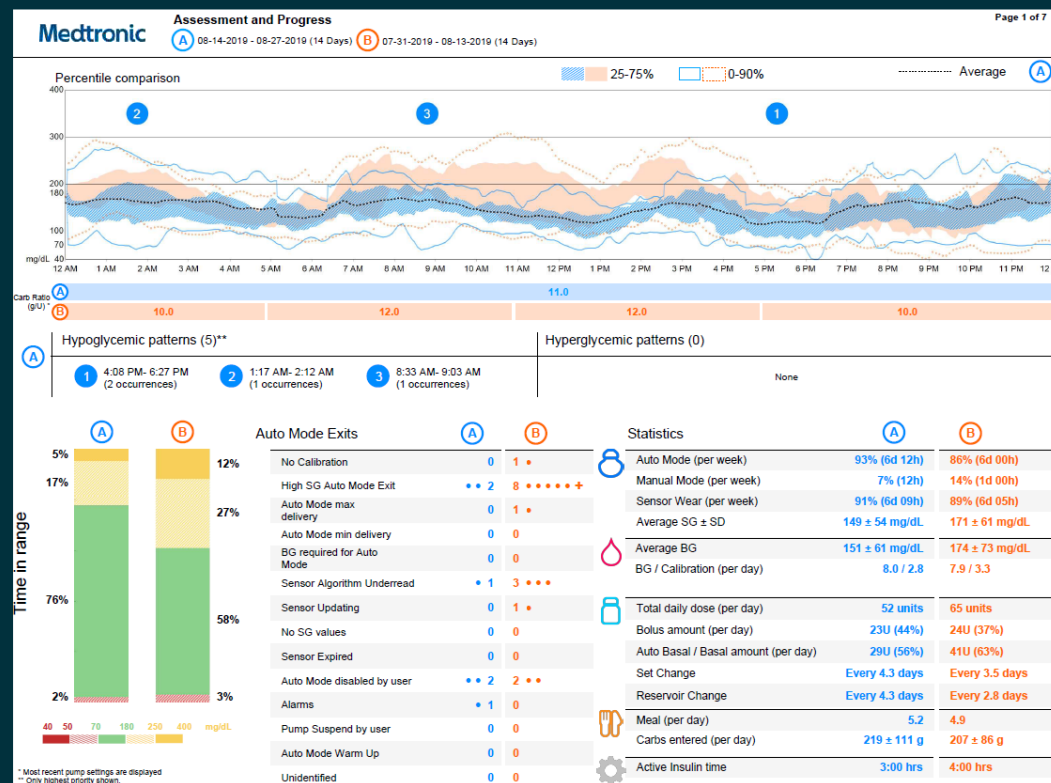 Medtronic
Assessment and Progress
Page 1 of 7
A 08-14-2019 - 08-27-2019 (14 Days) B 07-31-2019 - 08-13-2019 (14 Days)
Percentile comparison
25-75% 0-90% Average A
400
300
200
180
100
70
mg/dL 40
2 3 1
12 AM 1 AM 2 AM 3 AM 4 AM 5 AM 6 AM 7 AM 8 AM 9 AM 10 AM 11 AM 12 PM 1 PM 2 PM 3 PM 4 PM 5 PM 6 PM 7 PM 8 PM 9 PM 10 PM 11 PM 12
Carb Ratio (g/U) *
A 11.0
B 10.0 12.0 12.0 10.0
A
Hypoglycemic patterns (5)** Hyperglycemic patterns (0)
1 4:08 PM- 6:27 PM (2 occurrences)
2 1:17 AM- 2:12 AM (1 occurrences)
3 8:33 AM- 9:03 AM (1 occurrences)
None
Time in range
A B
5% 12%
17% 27%
76% 58%
2% 3%
40 50 70 180 250 400 mg/dL
* Most recent pump settings are displayed
** Only highest priority shown.
Auto Mode Exits A B
No Calibration 0 1
High SG Auto Mode Exit 2 8 +
Auto Mode max delivery 0 1
Auto Mode min delivery 0 0
BG required for Auto Mode 0 0
Sensor Algorithm Underread 1 3
Sensor Updating 0 1
No SG values 0 0
Sensor Expired 0 0
Auto Mode disabled by user 2 2
Alarms 1 0
Pump Suspend by user 0 0
Auto Mode Warm Up 0 0
Unidentified 0 0
Statistics A B
Auto Mode (per week) 93% (6d 12h) 86% (6d 00h)
Manual Mode (per week) 7% (12h) 14% (1d 00h)
Sensor Wear (per week) 91% (6d 09h) 89% (6d 05h)
Average SG ± SD 149 ± 54 mg/dL 171 ± 61 mg/dL
Average BG 151 ± 61 mg/dL 174 ± 73 mg/dL
BG / Calibration (per day) 8.0 / 2.8 7.9 / 3.3
Total daily dose (per day) 52 units 65 units
Bolus amount (per day) 23U (44%) 24U (37%)
Auto Basal / Basal amount (per day) 29U (56%) 41U (63%)
Set Change Every 4.3 days Every 3.5 days
Reservoir Change Every 4.3 days Every 2.8 days
Meal (per day) 5.2 4.9
Carbs entered (per day) 219 ± 111 g 207 ± 86 g
Active Insulin time 3:00 hrs 4:00 hrs